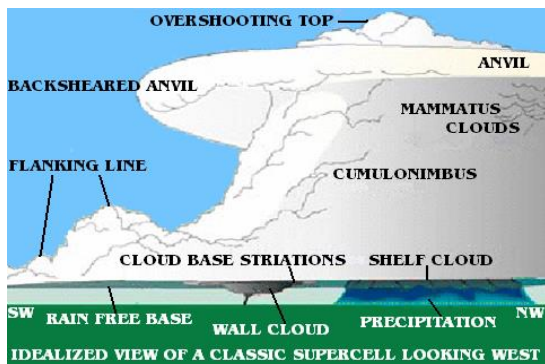 OVERSHOOTING TOP
ANVIL
BACKSHEARED ANVIL
MAMMATUS
CLOUDS
FLANKING LINE
CUMULONIMBUS
CLOUD BASE STRIATIONS
SHELF CLOUD
SW
RAIN FREE BASE
WALL CLOUD
PRECIPITATION
NW
IDEALIZED VIEW OF A CLASSIC SUPERCELL LOOKING WEST